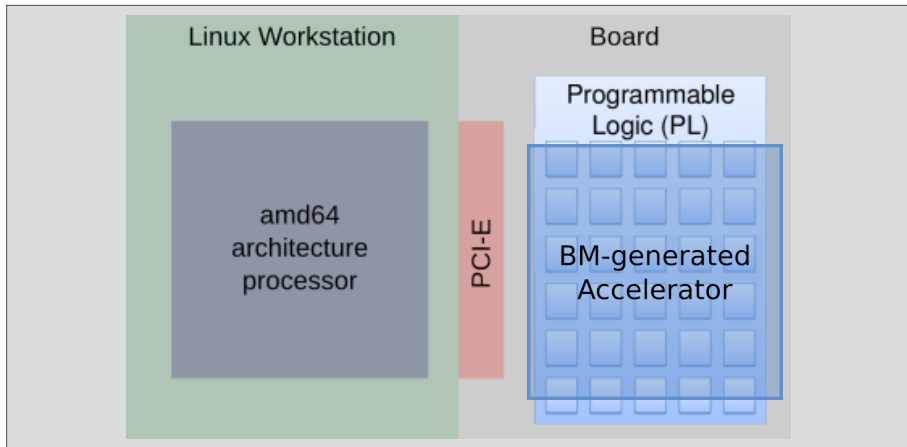 Linux Workstation
Board
Programmable
Logic (PL)
amd64
architecture
processor
PCI-E
BM-generated
Accelerator